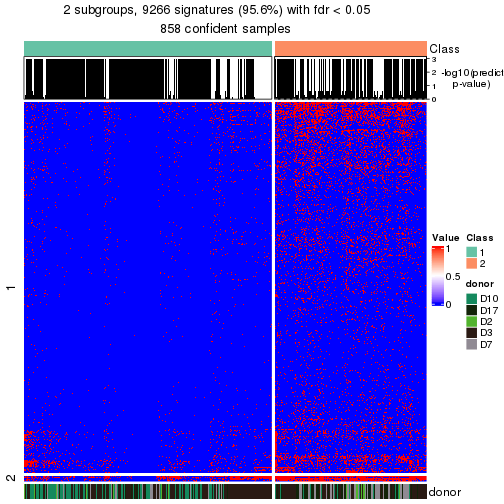 2 subgroups, 9266 signatures (95.6%) with fdr < 0.05
858 confident samples
Class
3
2
1
0
-log10(predict
p-value)
1
2
donor
Value
1
0.5
0
Class
1
2
donor
D10
D17
D2
D3
D7